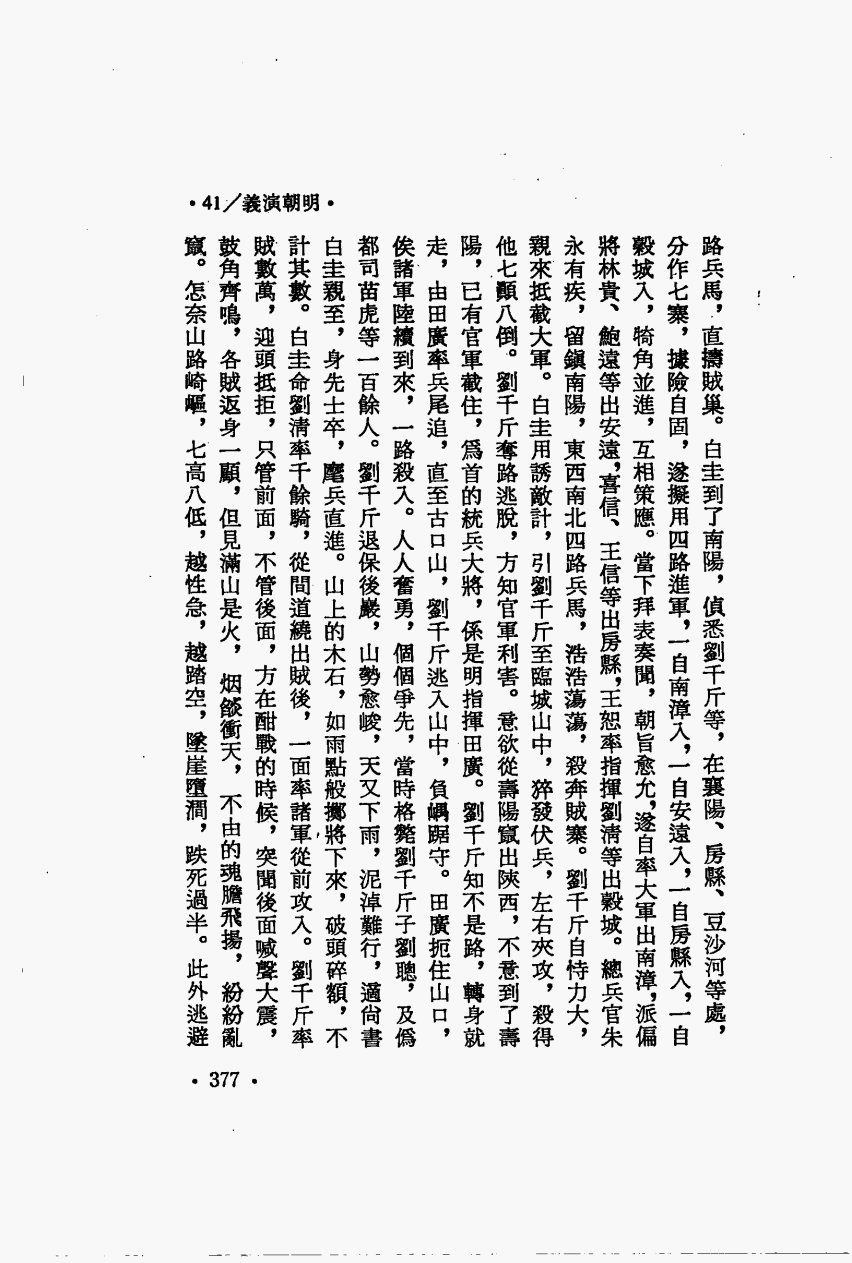 •41/義演朝明•
路兵馬，直擣賊巢。白圭到了南陽，偵悉劉千斤等，在襄陽、房縣、豆沙河等處，
分作七寨，據險自固，遂擬用四路進軍，一自南漳入，一自安遠入，一自房縣入，一自
穀城入，犄角並進，互相策應。當下拜表奏聞，朝旨愈允，遂自率大軍出南漳，派偏
將林貴、鮑遠等出安遠，喜信、王信等出房縣，王恕率指揮劉清等出穀城。總兵官朱
永有疾，留鎮南陽，東西南北四路兵馬，浩浩蕩蕩，殺奔賊寨。劉千斤自恃力大，
親來抵截大軍。白圭用誘敵計，引劉千斤至臨城山中，猝發伏兵，左右夾攻，殺得
他七顛八倒。劉千斤奪路逃脫，方知官軍利害。意欲從壽陽竄出陝西，不意到了壽
陽，已有官軍截住，爲首的統兵大將，係是明指揮田廣。劉千斤知不是路，轉身就
走，由田廣率兵尾追，直至古口山，劉千斤逃入山中，負嵎踞守。田廣扼住山口，
俟諸軍陸續到來，一路殺入。人人奮勇，個個爭先，當時格斃劉千斤子劉聰，及僞
都司苗虎等一百餘人。劉千斤退保後巖，山勢愈峻，天又下雨，泥淖難行，適尚書
白圭親至，身先士卒，麾兵直進。山上的木石，如雨點般擲將下來，破頭碎額，不
計其數。白圭命劉清率千餘騎，從間道繞出賊後，一面率諸軍從前攻入。劉千斤率
賊數萬，迎頭抵拒，只管前面，不管後面，方在酣戰的時候，突聞後面喊聲大震，
鼓角齊鳴，各賊返身一顧，但見滿山是火，烟燄衝天，不由的魂膽飛揚，紛紛亂
竄。怎奈山路崎嶇，七高八低，越性急，越踏空，墜崖墮澗，跌死過半。此外逃避
•377•